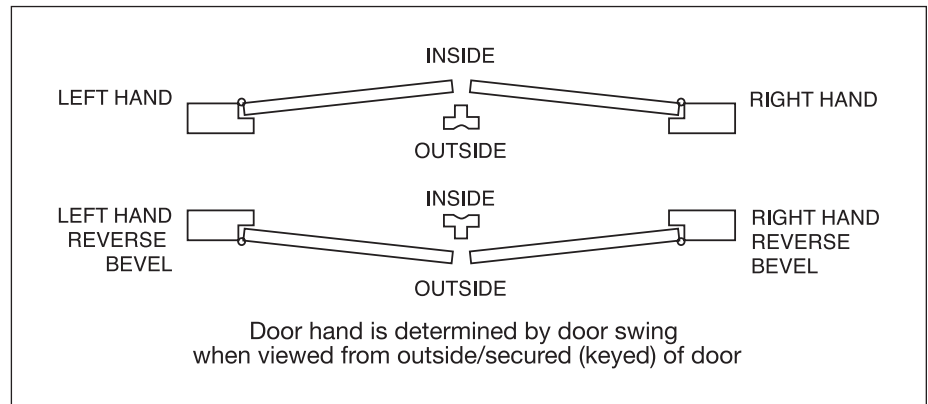 INSIDE
LEFT HAND
RIGHT HAND
OUTSIDE
INSIDE
LEFT HAND
REVERSE
BEVEL
RIGHT HAND
REVERSE
BEVEL
OUTSIDE
Door hand is determined by door swing
when viewed from outside/secured (keyed) of door